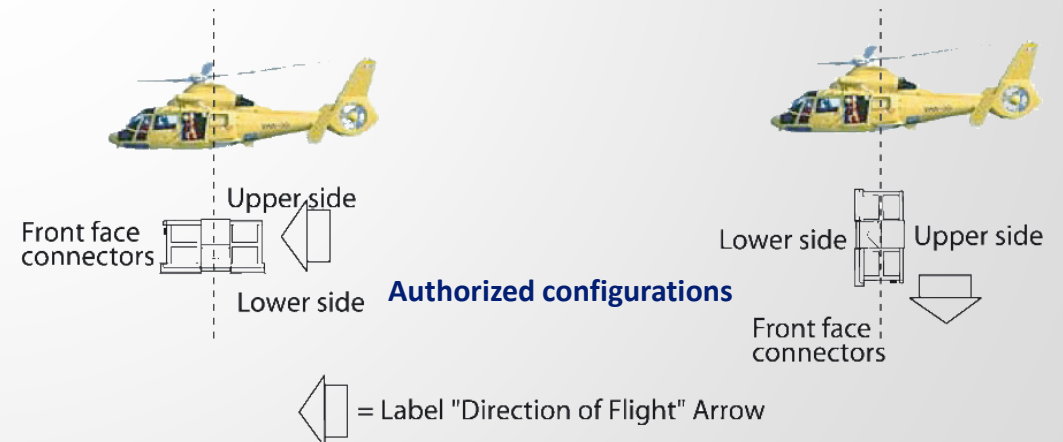 Upper side
Front face
connectors
Lower side
Authorized configurations
Lower side
Upper side
Front face
connectors
= Label "Direction of Flight" Arrow